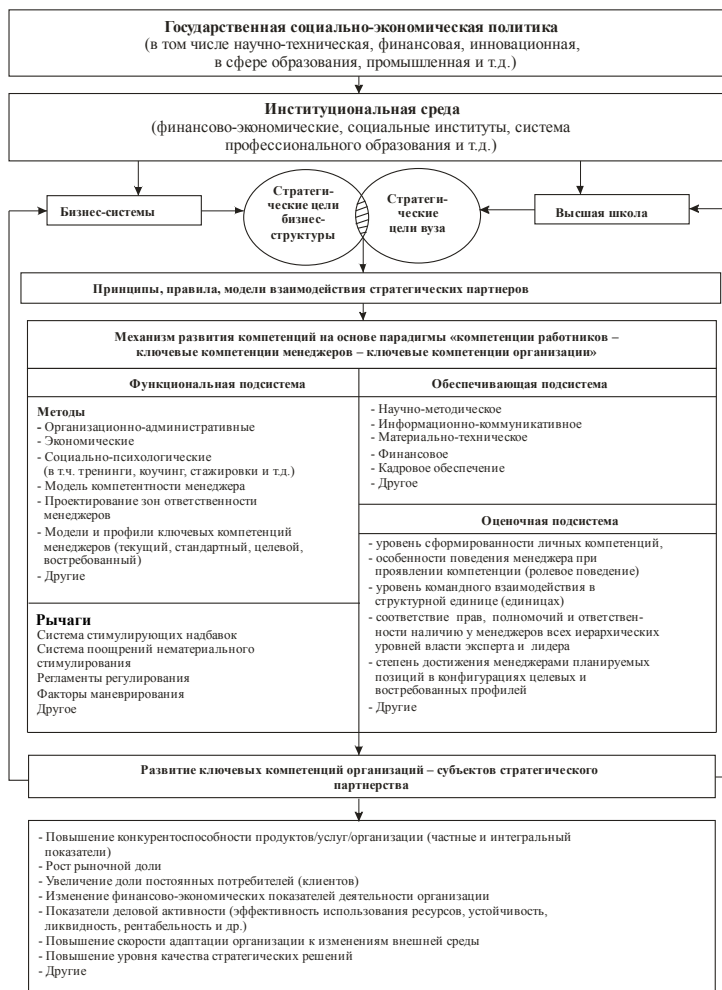 Государственная социально-экономическая политика
(в том числе научно-техническая, финансовая, инновационная,
в сфере образования, промышленная и т.д.)
Институциональная среда
(финансово-экономические, социальные институты, система
профессионального образования и т.д.)
Бизнес-системы
Стратеги-
ческие цели
бизнес-
структуры
Стратеги-
ческие
цели вуза
Высшая школа
Принципы, правила, модели взаимодействия стратегических партнеров
Механизм развития компетенций на основе парадигмы «компетенции работников –
ключевые компетенции менеджеров – ключевые компетенции организации»
Функциональная подсистема
Методы
- Организационно-административные
- Экономические
- Социально-психологические
(в т.ч. тренинги, коучинг, стажировки и т.д.)
- Модель компетентности менеджера
- Проектирование зон ответственности
менеджеров
- Модели и профили ключевых компетенций
менеджеров (текущий, стандартный, целевой,
востребованный)
- Другие
Рычаги
Система стимулирующих надбавок
Система поощрений нематериального
стимулирования
Регламенты регулирования
Факторы маневрирования
Другое
Обеспечивающая подсистема
- Научно-методическое
- Информационно-коммуникативное
- Материально-техническое
- Финансовое
- Кадровое обеспечение
- Другое
Оценочная подсистема
- уровень сформированности личных компетенций,
- особенности поведения менеджера при
проявлении компетенции (ролевое поведение)
- уровень командного взаимодействия в
структурной единице (единицах)
- соответствие прав, полномочий и ответствен-
ности наличию у менеджеров всех иерархических
уровней власти эксперта и лидера
- степень достижения менеджерами планируемых
позиций в конфигурациях целевых и
востребованных профилей
- Другие
Развитие ключевых компетенций организаций – субъектов стратегического
партнерства
- Повышение конкурентоспособности продуктов/услуг/организации (частные и интегральный
показатели)
- Рост рыночной доли
- Увеличение доли постоянных потребителей (клиентов)
- Изменение финансово-экономических показателей деятельности организации
- Показатели деловой активности (эффективность использования ресурсов, устойчивость,
ликвидность, рентабельность и др.)
- Повышение скорости адаптации организации к изменениям внешней среды
- Повышение уровня качества стратегических решений
- Другие